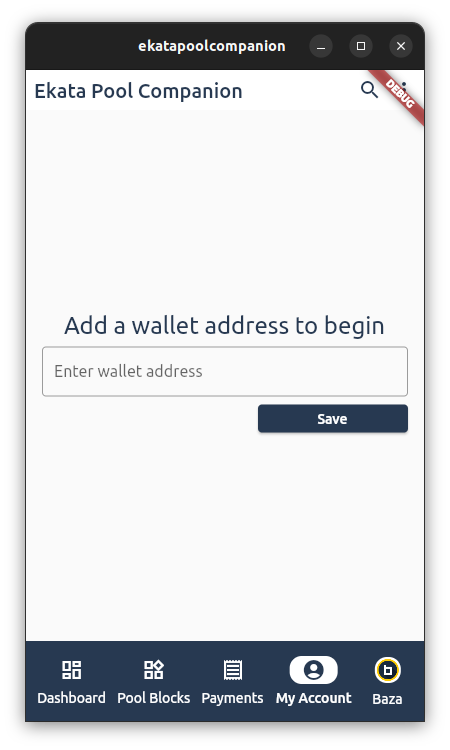 ekatapoolcompanion
Ekata Pool Companion
DEBUG
Add a wallet address to begin
Enter wallet address
Save
Dashboard
Pool Blocks
Payments
My Account
Baza